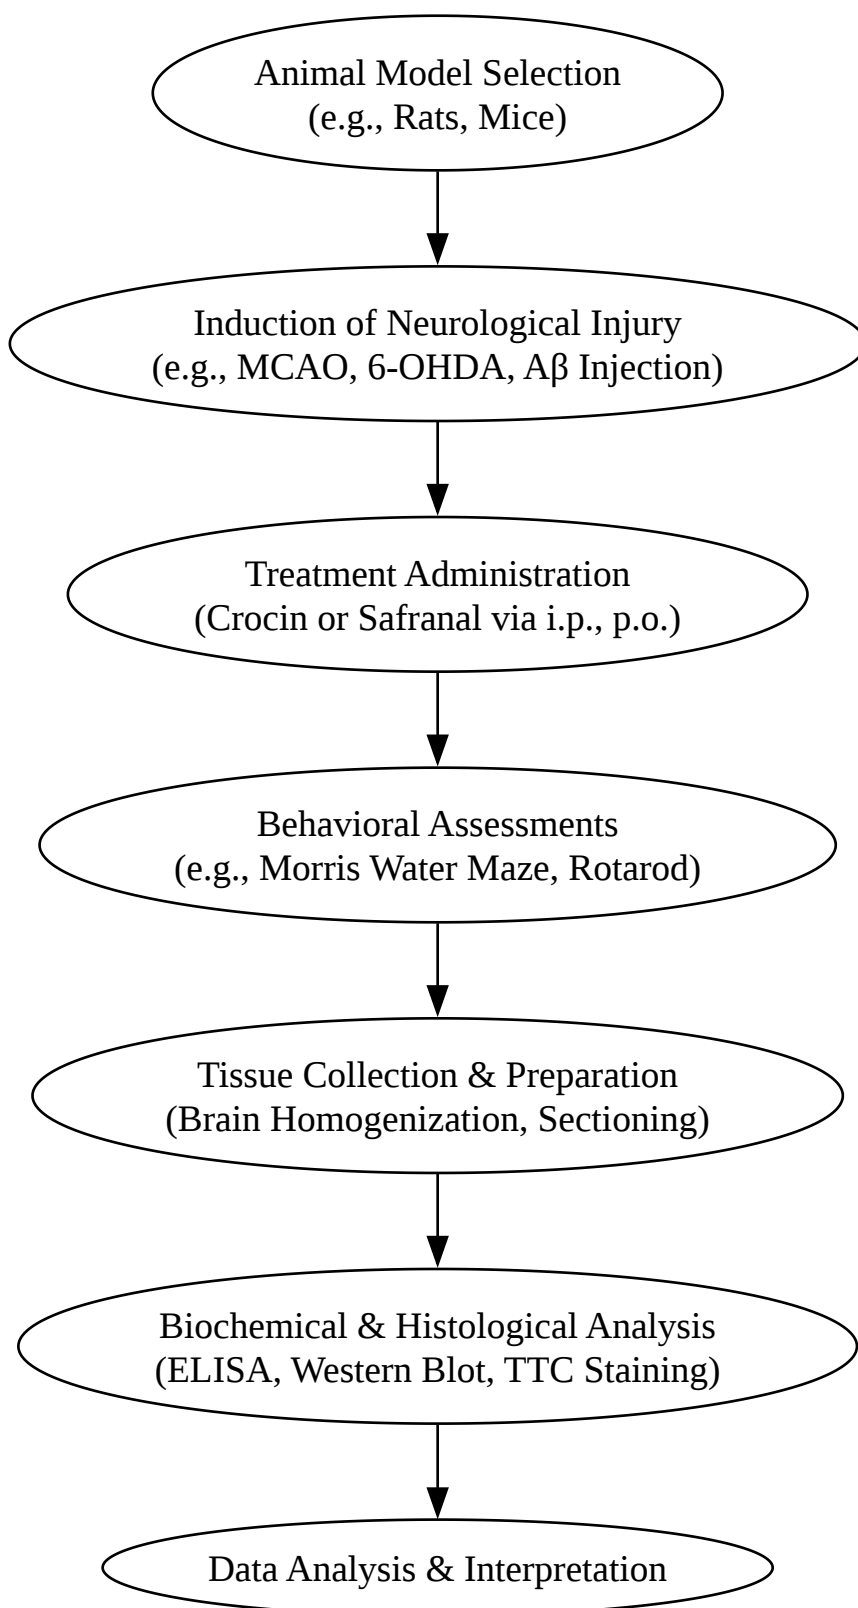 Animal Model Selection
(e.g., Rats, Mice)
Induction of Neurological Injury
(e.g., MCAO, 6-OHDA, Aβ Injection)
Treatment Administration
(Crocin or Safranal via i.p., p.o.)
Behavioral Assessments
(e.g., Morris Water Maze, Rotarod)
Tissue Collection & Preparation
(Brain Homogenization, Sectioning)
Biochemical & Histological Analysis
(ELISA, Western Blot, TTC Staining)
Data Analysis & Interpretation